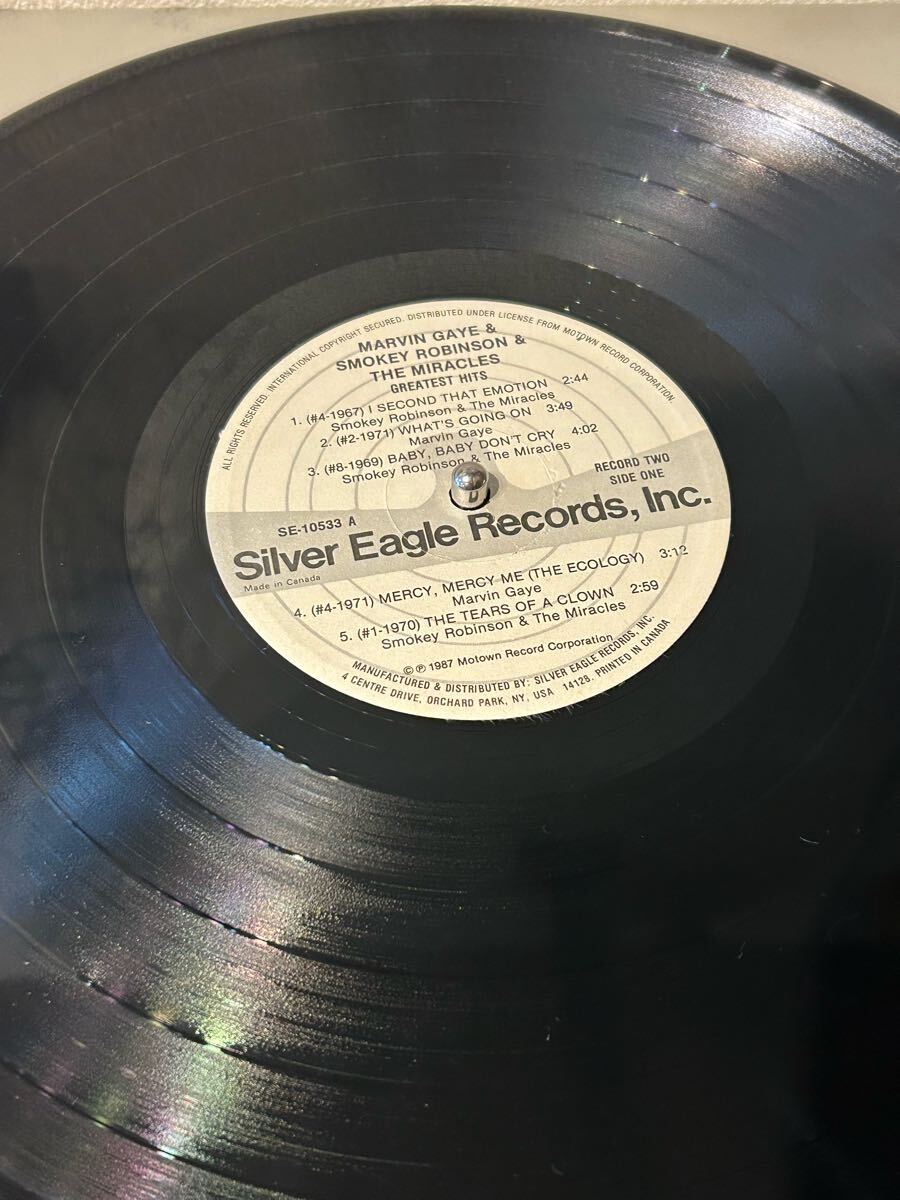 ALL RIGHTS RESERVED. INTERNATIONAL COPYRIGHT SECURED. DISTRIBUTED UNDER LICENSE FROM MOTOWN RECORD CORPORATION.
MARVIN GAYE &
SMOKEY ROBINSON &
THE MIRACLES
GREATEST HITS
1. (#4-1967) I SECOND THAT EMOTION 2:44
Smokey Robinson & The Miracles
2. (#2-1971) WHAT'S GOING ON 3:49
Marvin Gaye
3. (#8-1969) BABY, BABY DON'T CRY 4:02
Smokey Robinson & The Miracles
RECORD TWO
SIDE ONE
SE-10533 A
Silver Eagle Records, Inc.
Made in Canada
4. (#4-1971) MERCY, MERCY ME (THE ECOLOGY) 3:12
Marvin Gaye
5. (#1-1970) THE TEARS OF A CLOWN 2:59
Smokey Robinson & The Miracles
© ℗ 1987 Motown Record Corporation
MANUFACTURED & DISTRIBUTED BY: SILVER EAGLE RECORDS, INC.
4 CENTRE DRIVE, ORCHARD PARK, NY, USA 14128. PRINTED IN CANADA